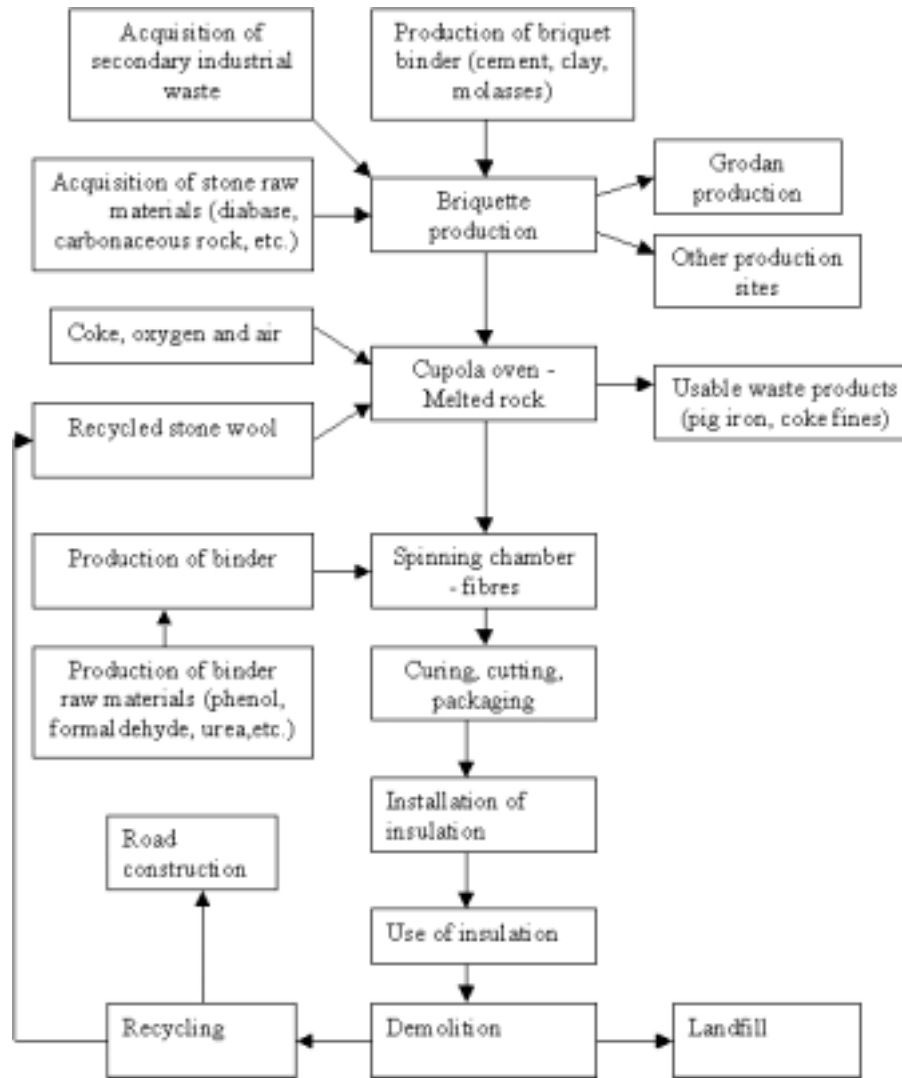 Acquisition of
secondary industrial
waste
Production of briquet
binder (cement, clay,
molasses)
Acquisition of stone raw
materials (diabase,
carbonaceous rock, etc.)
Briquette
production
Grodan
production
Other production
sites
Coke, oxygen and air
Cupola oven -
Melted rock
Usable waste products
(pig iron, coke fines)
Recycled stone wool
Production of binder
Spinning chamber
- fibres
Production of binder
raw materials (phenol,
formaldehyde, urea,etc.)
Curing, cutting,
packaging
Installation of
insulation
Road
construction
Use of insulation
Recycling
Demolition
Landfill